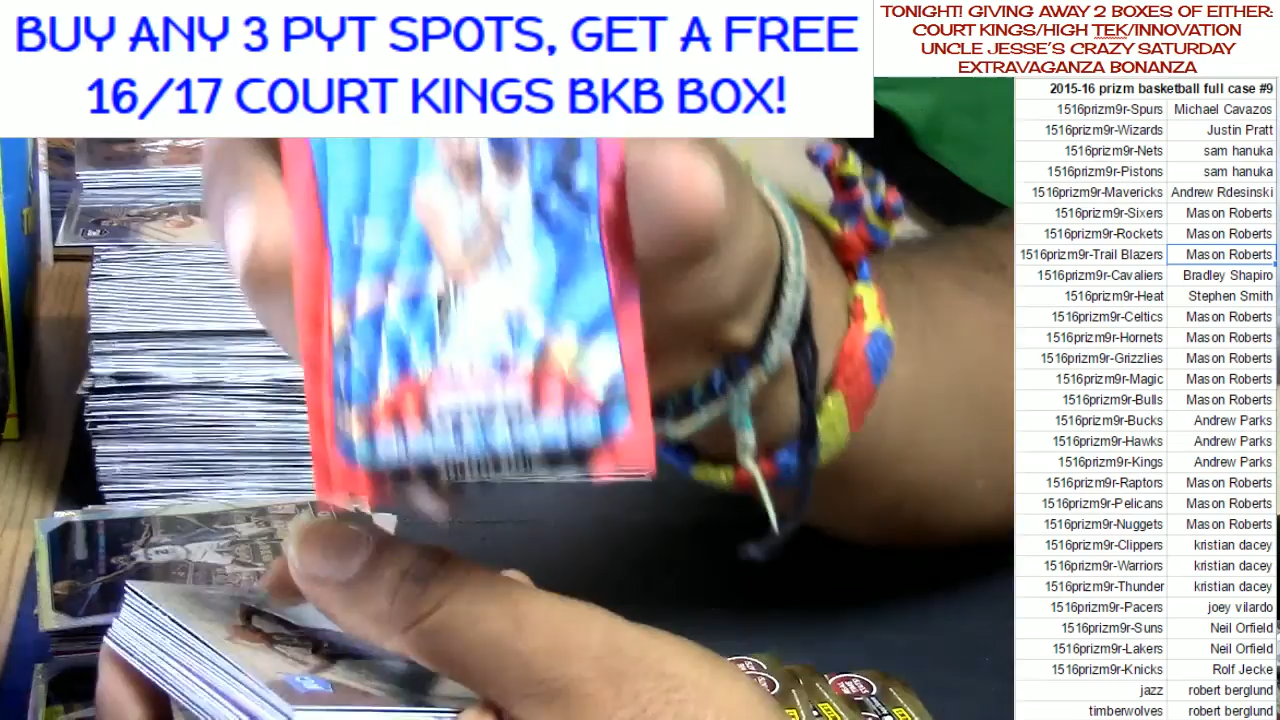 BUY ANY 3 PYT SPOTS, GET A FREE
16/17 COURT KINGS BKB BOX!
TONIGHT! GIVING AWAY 2 BOXES OF EITHER:
COURT KINGS/HIGH TEK/INNOVATION
UNCLE JESSE'S CRAZY SATURDAY
EXTRAVAGANZA BONANZA
2015-16 prizm basketball full case #9
1516prizm9r-Spurs Michael Cavazos
1516prizm9r-Wizards Justin Pratt
1516prizm9r-Nets sam hanuka
1516prizm9r-Pistons sam hanuka
1516prizm9r-Mavericks Andrew Rdesinski
1516prizm9r-Sixers Mason Roberts
1516prizm9r-Rockets Mason Roberts
1516prizm9r-Trail Blazers Mason Roberts
1516prizm9r-Cavaliers Bradley Shapiro
1516prizm9r-Heat Stephen Smith
1516prizm9r-Celtics Mason Roberts
1516prizm9r-Hornets Mason Roberts
1516prizm9r-Grizzlies Mason Roberts
1516prizm9r-Magic Mason Roberts
1516prizm9r-Bulls Mason Roberts
1516prizm9r-Bucks Andrew Parks
1516prizm9r-Hawks Andrew Parks
1516prizm9r-Kings Andrew Parks
1516prizm9r-Raptors Mason Roberts
1516prizm9r-Pelicans Mason Roberts
1516prizm9r-Nuggets Mason Roberts
1516prizm9r-Clippers kristian dacey
1516prizm9r-Warriors kristian dacey
1516prizm9r-Thunder kristian dacey
1516prizm9r-Pacers joey vilardo
1516prizm9r-Suns Neil Orfield
1516prizm9r-Lakers Neil Orfield
1516prizm9r-Knicks Rolf Jecke
jazz robert berglund
timberwolves robert berglund